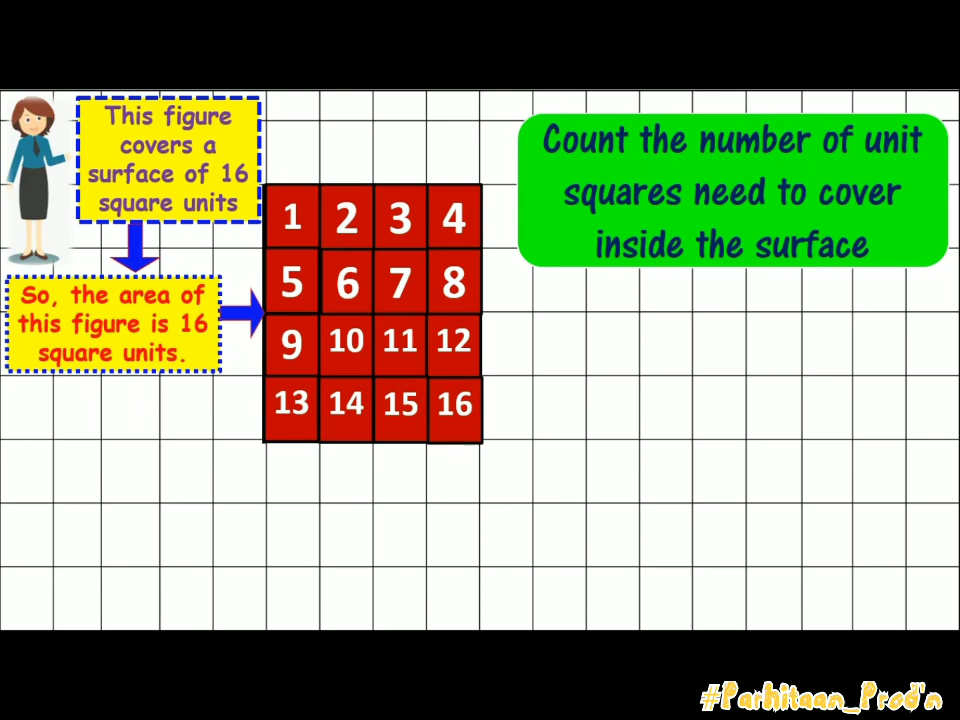 This figure
covers a
surface of 16
square units
So, the area of
this figure is 16
square units.
1 2 3 4
5 6 7 8
9 10 11 12
13 14 15 16
Count the number of unit
squares need to cover
inside the surface
#Parhitaan_Prod'n